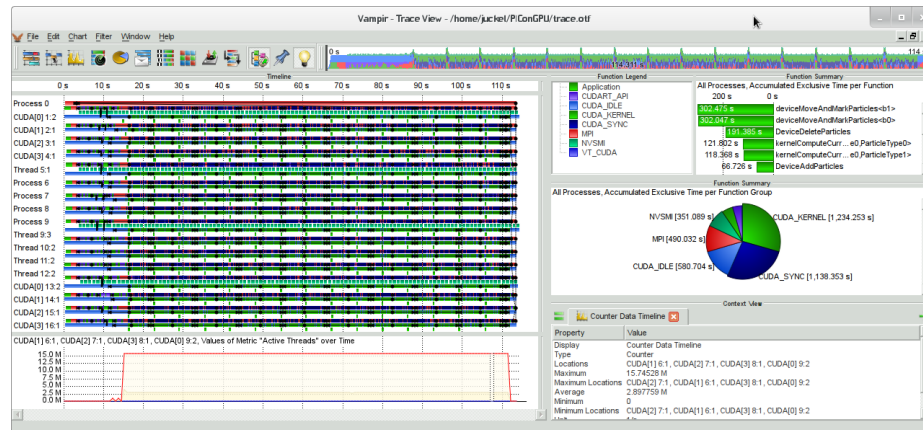 Vampir - Trace View - /home/juckel/PIConGPU/trace.otf
File Edit Chart Filter Window Help
0 s
114.311 s
114
Timeline
0 s 10 s 20 s 30 s 40 s 50 s 60 s 70 s 80 s 90 s 100 s 110 s
Process 0
CUDA[0] 1:2
CUDA[1] 2:1
CUDA[2] 3:1
CUDA[3] 4:1
Thread 5:1
Process 6
Process 7
Process 8
Process 9
Thread 9:3
Thread 10:2
Thread 11:2
Thread 12:2
CUDA[0] 13:2
CUDA[1] 14:1
CUDA[2] 15:1
CUDA[3] 16:1
CUDA[1] 6:1, CUDA[2] 7:1, CUDA[3] 8:1, CUDA[0] 9:2, Values of Metric "Active Threads" over Time
15.0 M
12.5 M
10.0 M
7.5 M
5.0 M
2.5 M
0.0 M
Function Legend
Application
CUDART_API
CUDA_IDLE
CUDA_KERNEL
CUDA_SYNC
MPI
NVSMI
VT_CUDA
Function Summary
All Processes, Accumulated Exclusive Time per Function
200 s 0 s
302.475 s deviceMoveAndMarkParticles<b1>
302.047 s deviceMoveAndMarkParticles<b0>
191.385 s DeviceDeleteParticles
121.802 s kernelComputeCurr...e0,ParticleType0>
118.368 s kernelComputeCurr...e0,ParticleType1>
66.726 s DeviceAddParticles
Function Summary
All Processes, Accumulated Exclusive Time per Function Group
NVSMI [351.089 s]
CUDA_KERNEL [1,234.253 s]
MPI [490.032 s]
CUDA_IDLE [580.704 s]
CUDA_SYNC [1,138.353 s]
Context View
Counter Data Timeline
Property Value
Display Counter Data Timeline
Type Counter
Locations CUDA[1] 6:1, CUDA[2] 7:1, CUDA[3] 8:1, CUDA[0] 9:2
Maximum 15.74528 M
Maximum Locations CUDA[2] 7:1, CUDA[1] 6:1, CUDA[3] 8:1, CUDA[0] 9:2
Average 2.897759 M
Minimum 0
Minimum Locations CUDA[2] 7:1, CUDA[1] 6:1, CUDA[3] 8:1, CUDA[0] 9:2